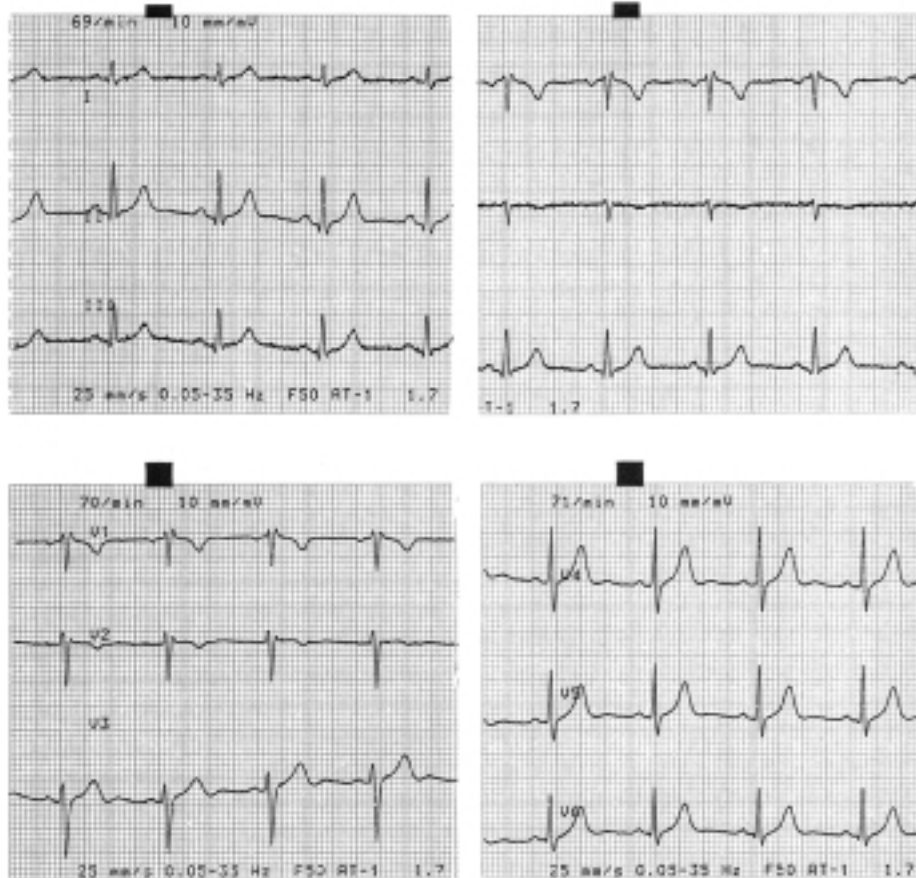 69/min 10 mm/mV
I
II
III
25 mm/s 0.05-35 Hz F50 AT-1 1.7
T-1 1.7
70/min 10 mm/mV
V1
V2
V3
25 mm/s 0.05-35 Hz F50 AT-1 1.7
71/min 10 mm/mV
V4
V5
V6
25 mm/s 0.05-35 Hz F50 AT-1 1.7